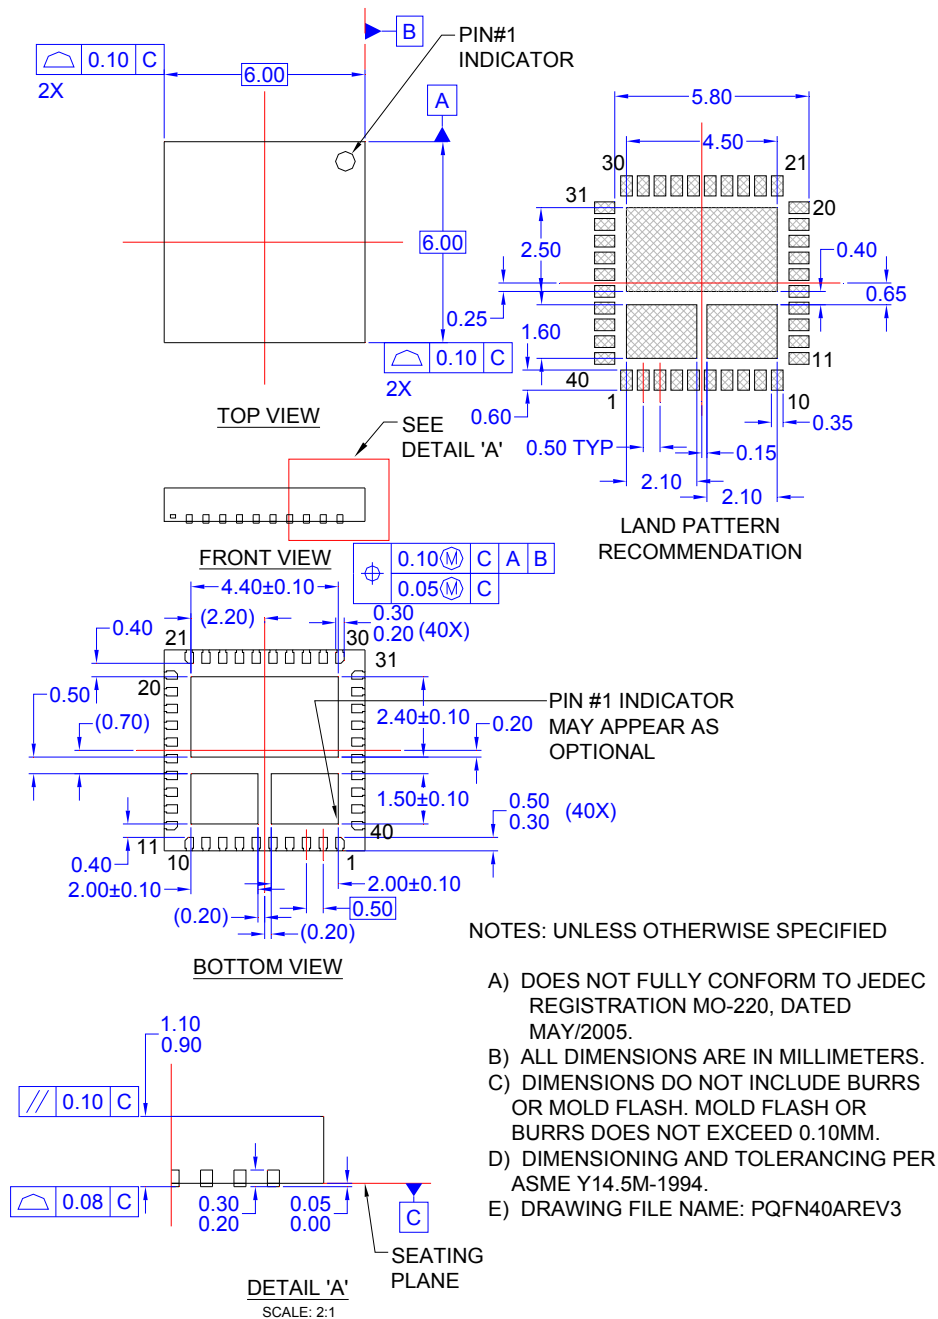 0.10 C
2X
6.00
B
PIN#1
INDICATOR
A
6.00
0.10 C
2X
TOP VIEW
5.80
4.50
30
21
31
20
2.50
0.40
0.65
0.25
1.60
40
11
1
10
0.60
0.35
0.50 TYP
0.15
2.10
2.10
LAND PATTERN
RECOMMENDATION
SEE
DETAIL 'A'
FRONT VIEW
0.10Ⓜ C A B
0.05Ⓜ C
4.40±0.10
(2.20)
0.30
0.20 (40X)
0.40
21
30
31
20
0.50
(0.70)
2.40±0.10
0.20
PIN #1 INDICATOR
MAY APPEAR AS
OPTIONAL
1.50±0.10
0.50
0.30 (40X)
40
11
10
1
0.40
2.00±0.10
2.00±0.10
(0.20)
0.50
(0.20)
BOTTOM VIEW
NOTES: UNLESS OTHERWISE SPECIFIED
A) DOES NOT FULLY CONFORM TO JEDEC
REGISTRATION MO-220, DATED
MAY/2005.
B) ALL DIMENSIONS ARE IN MILLIMETERS.
C) DIMENSIONS DO NOT INCLUDE BURRS
OR MOLD FLASH. MOLD FLASH OR
BURRS DOES NOT EXCEED 0.10MM.
D) DIMENSIONING AND TOLERANCING PER
ASME Y14.5M-1994.
E) DRAWING FILE NAME: PQFN40AREV3
1.10
0.90
// 0.10 C
0.08 C
0.30
0.20
0.05
0.00
C
SEATING
PLANE
DETAIL 'A'
SCALE: 2:1